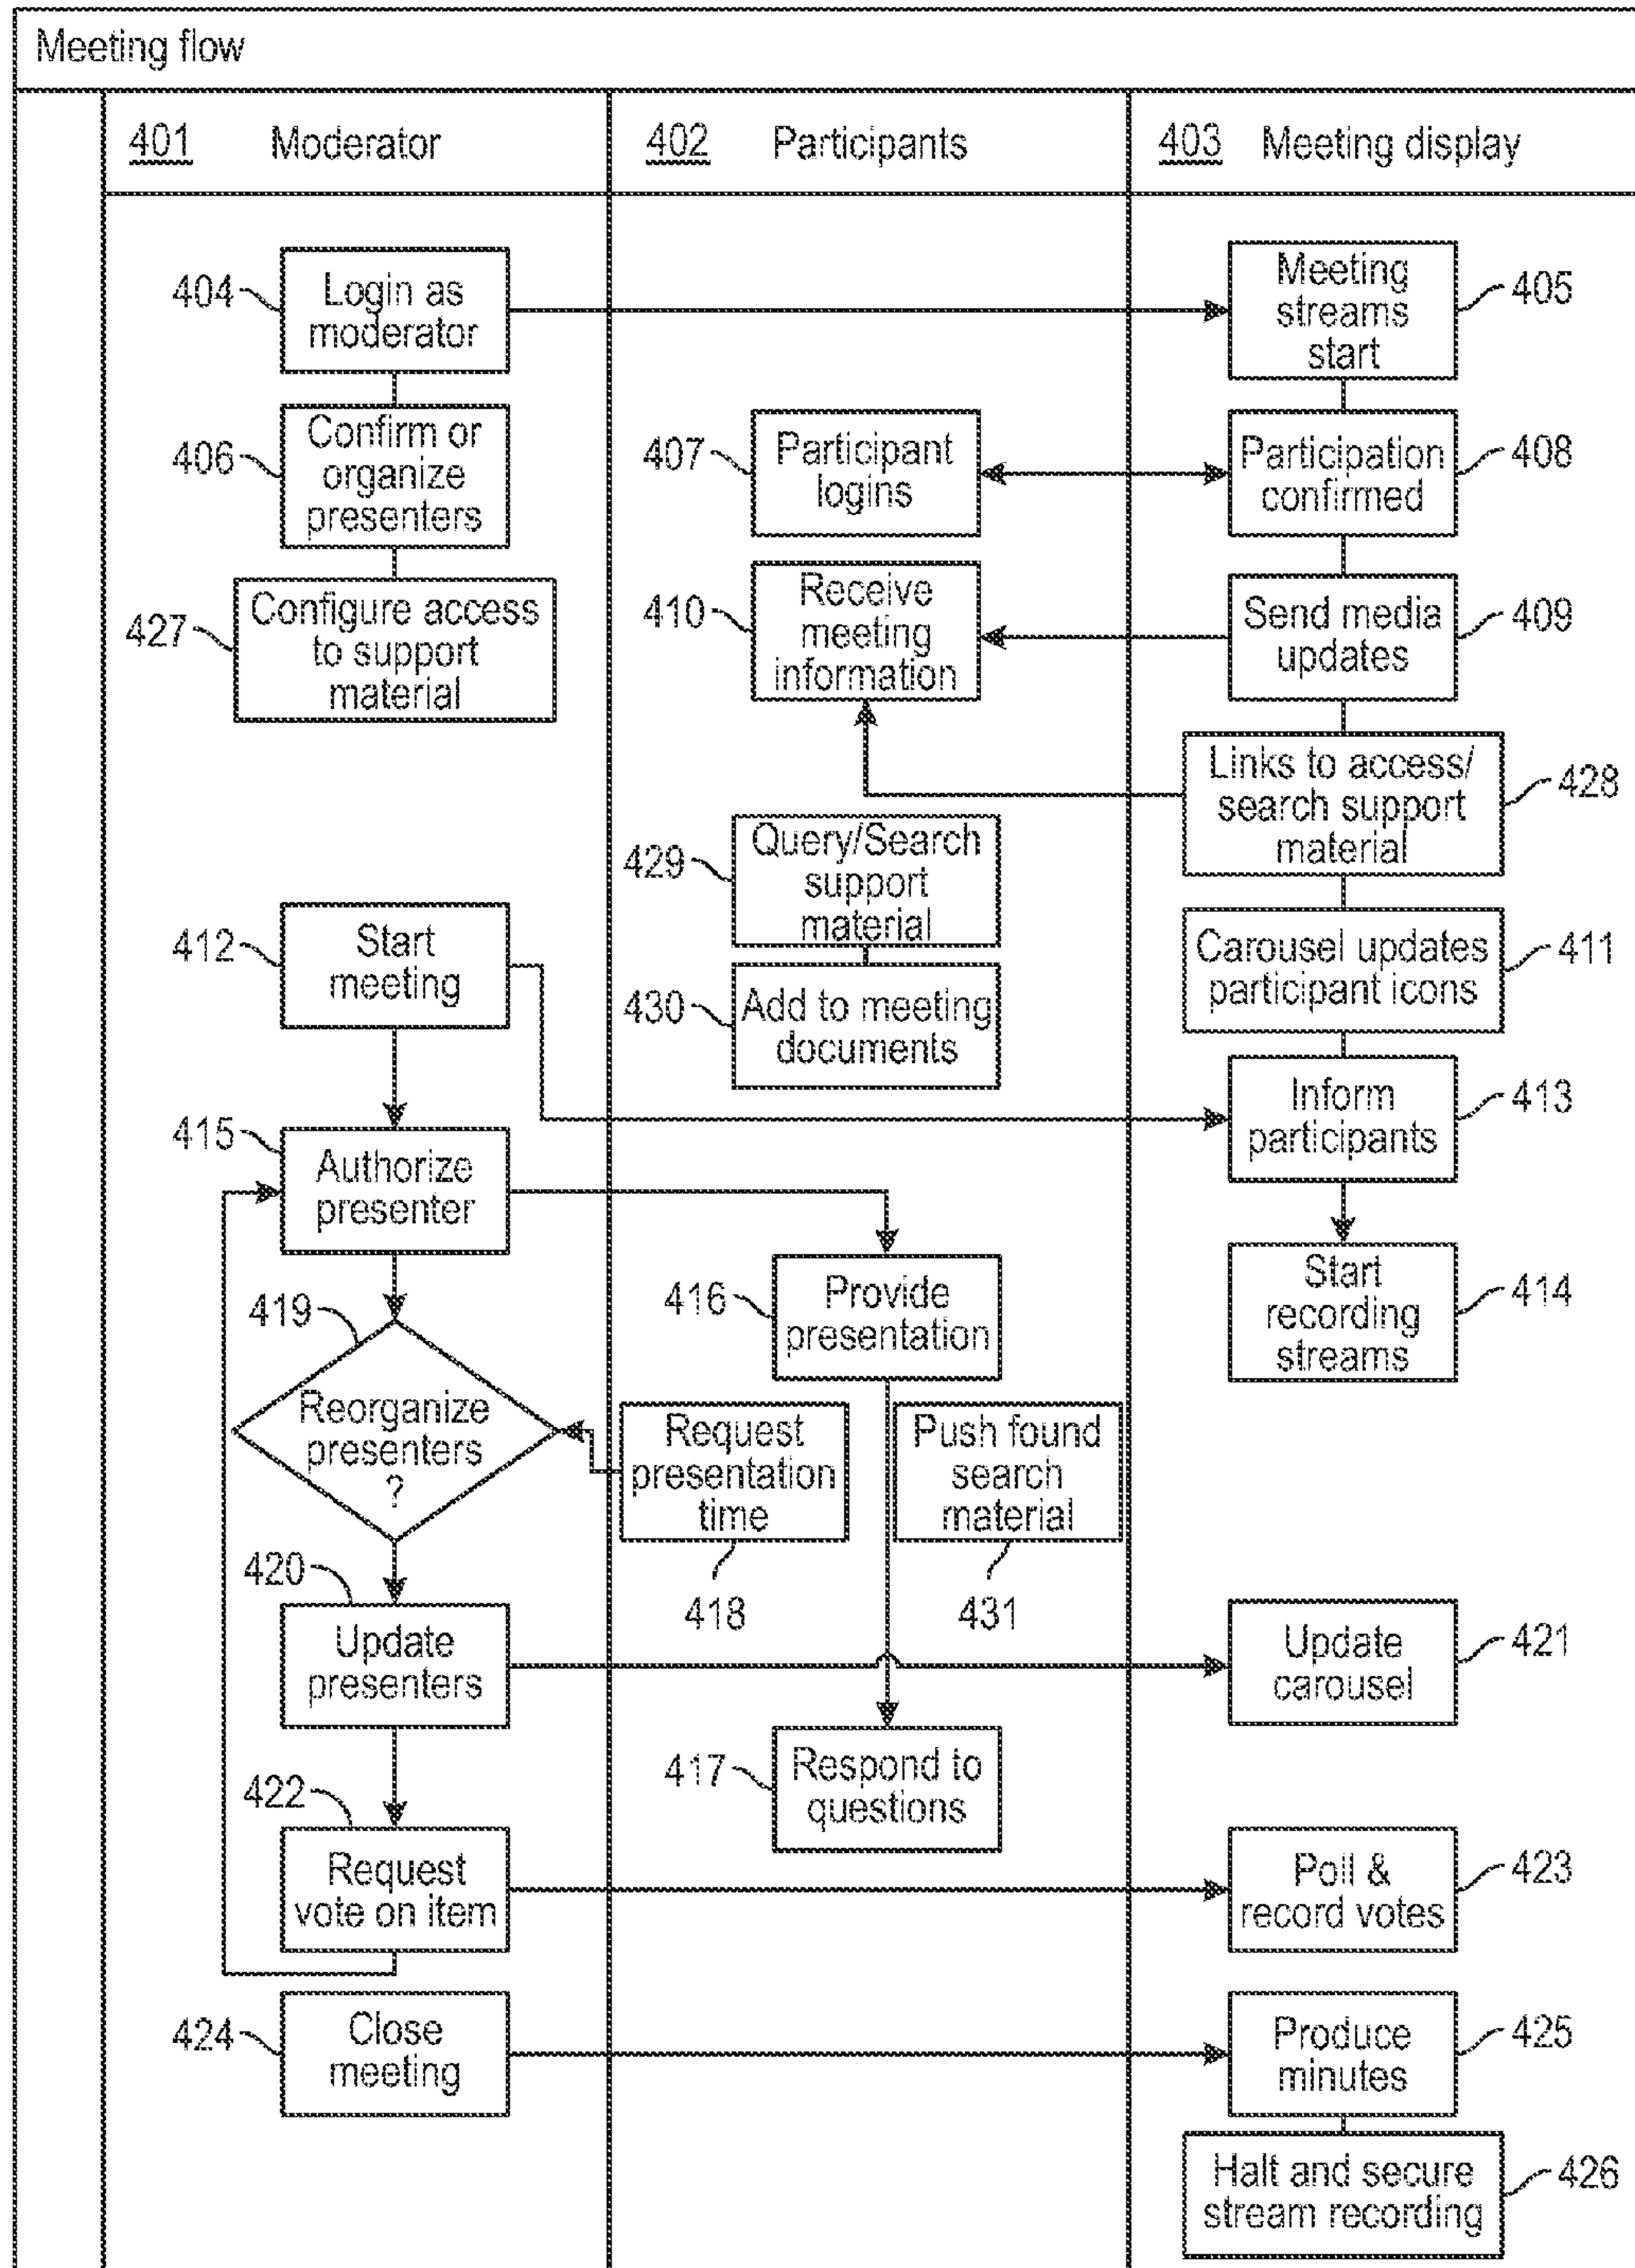 Meeting flow
401 Moderator
402 Participants
403 Meeting display
404
Login as
moderator
Meeting
streams
start
405
406
Confirm or
organize
presenters
407
Participant
logins
Participation
confirmed
408
427
Configure access
to support
material
410
Receive
meeting
information
Send media
updates
409
Links to access/
search support
material
428
429
Query/Search
support
material
412
Start
meeting
Carousel updates
participant icons
411
430
Add to meeting
documents
Inform
participants
413
415
Authorize
presenter
416
Provide
presentation
Start
recording
streams
414
419
Reorganize
presenters
?
Request
presentation
time
418
Push found
search
material
431
420
Update
presenters
Update
carousel
421
417
Respond to
questions
422
Request
vote on item
Poll &
record votes
423
424
Close
meeting
Produce
minutes
425
Halt and secure
stream recording
426